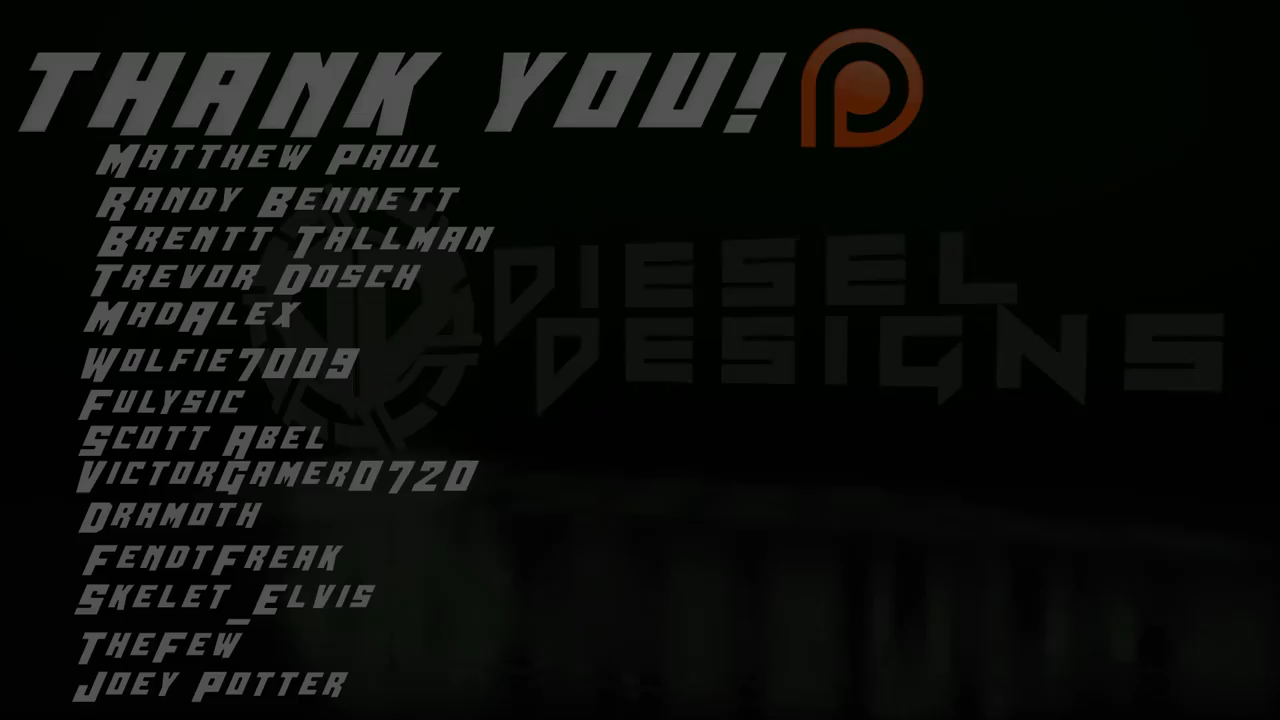 THANK YOU!
MATTHEW PAUL
RANDY BENNETT
BRENTT TALLMAN
TREVOR DOSCH
MADALEX
WOLFIE7009
FULYSIC
SCOTT ABEL
VICTORGAMER0720
DRAMOTH
FENDTFREAK
SKELET_ELVIS
THEFEW
JOEY POTTER
DIESEL
DESIGNS